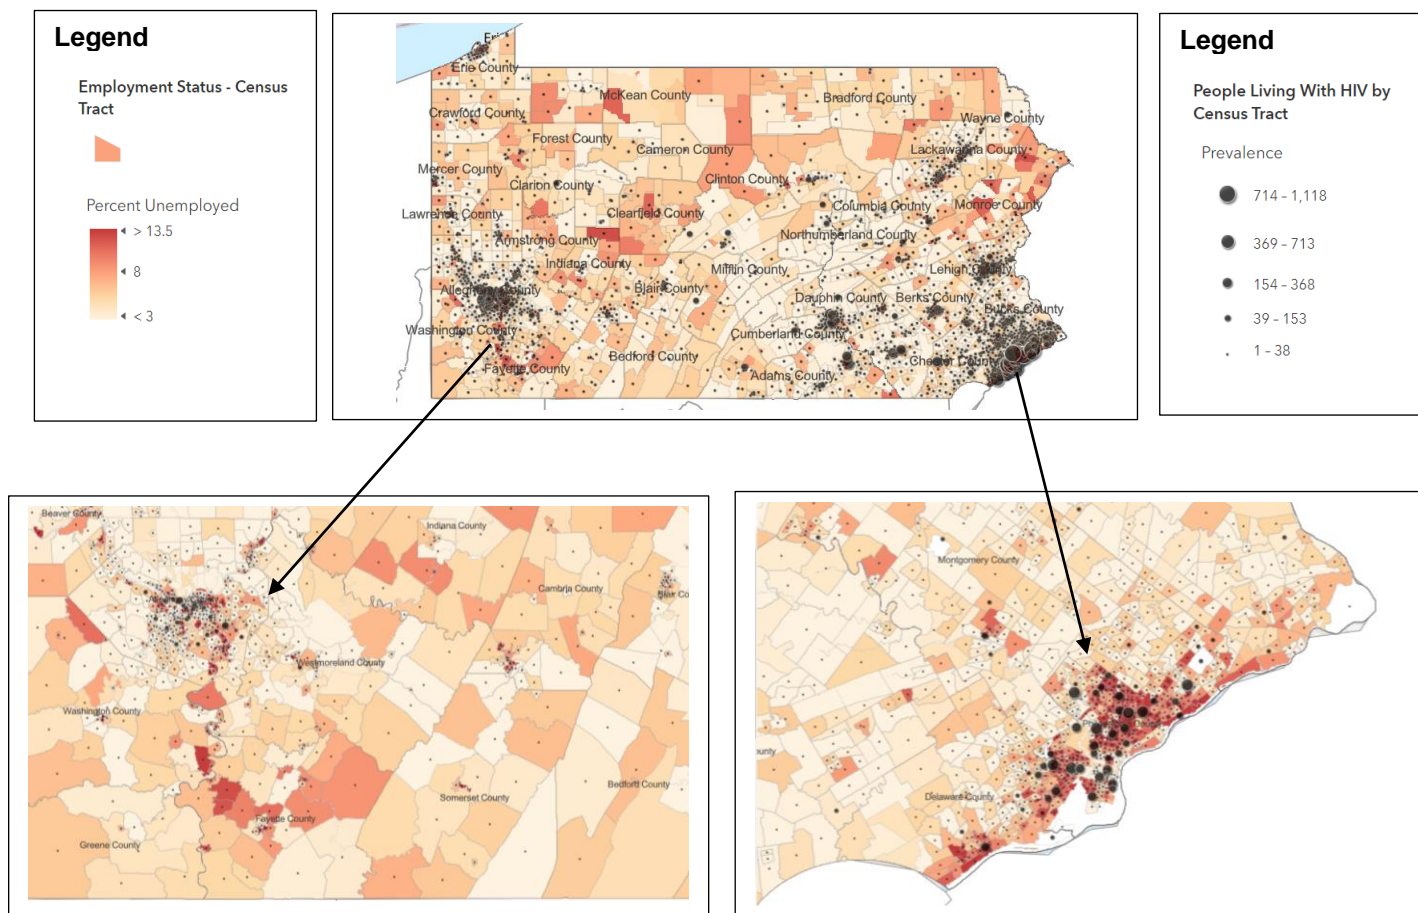 Legend
Employment Status - Census
Tract
Percent Unemployed
> 13.5
8
< 3
Erie County
McKean County
Bradford County
Crawford County
Wayne County
Forest County
Cameron County
Lackawanna County
Mercer County
Clinton County
Clarion County
Lawrence County
Clearfield County
Columbia County
Monroe County
Armstrong County
Northumberland County
Indiana County
Mifflin County
Lehigh County
Allegheny County
Blair County
Dauphin County
Berks County
Bucks County
Washington County
Cumberland County
Bedford County
Chester County
Fayette County
Adams County
Legend
People Living With HIV by
Census Tract
Prevalence
714 - 1,118
369 - 713
154 - 368
39 - 153
1 - 38
Beaver County
Indiana County
Cambria County
Blair Co
Westmoreland County
Washington County
Bedford County
Somerset County
Fayette County
Greene County
Montgomery County
unty
Delaware County